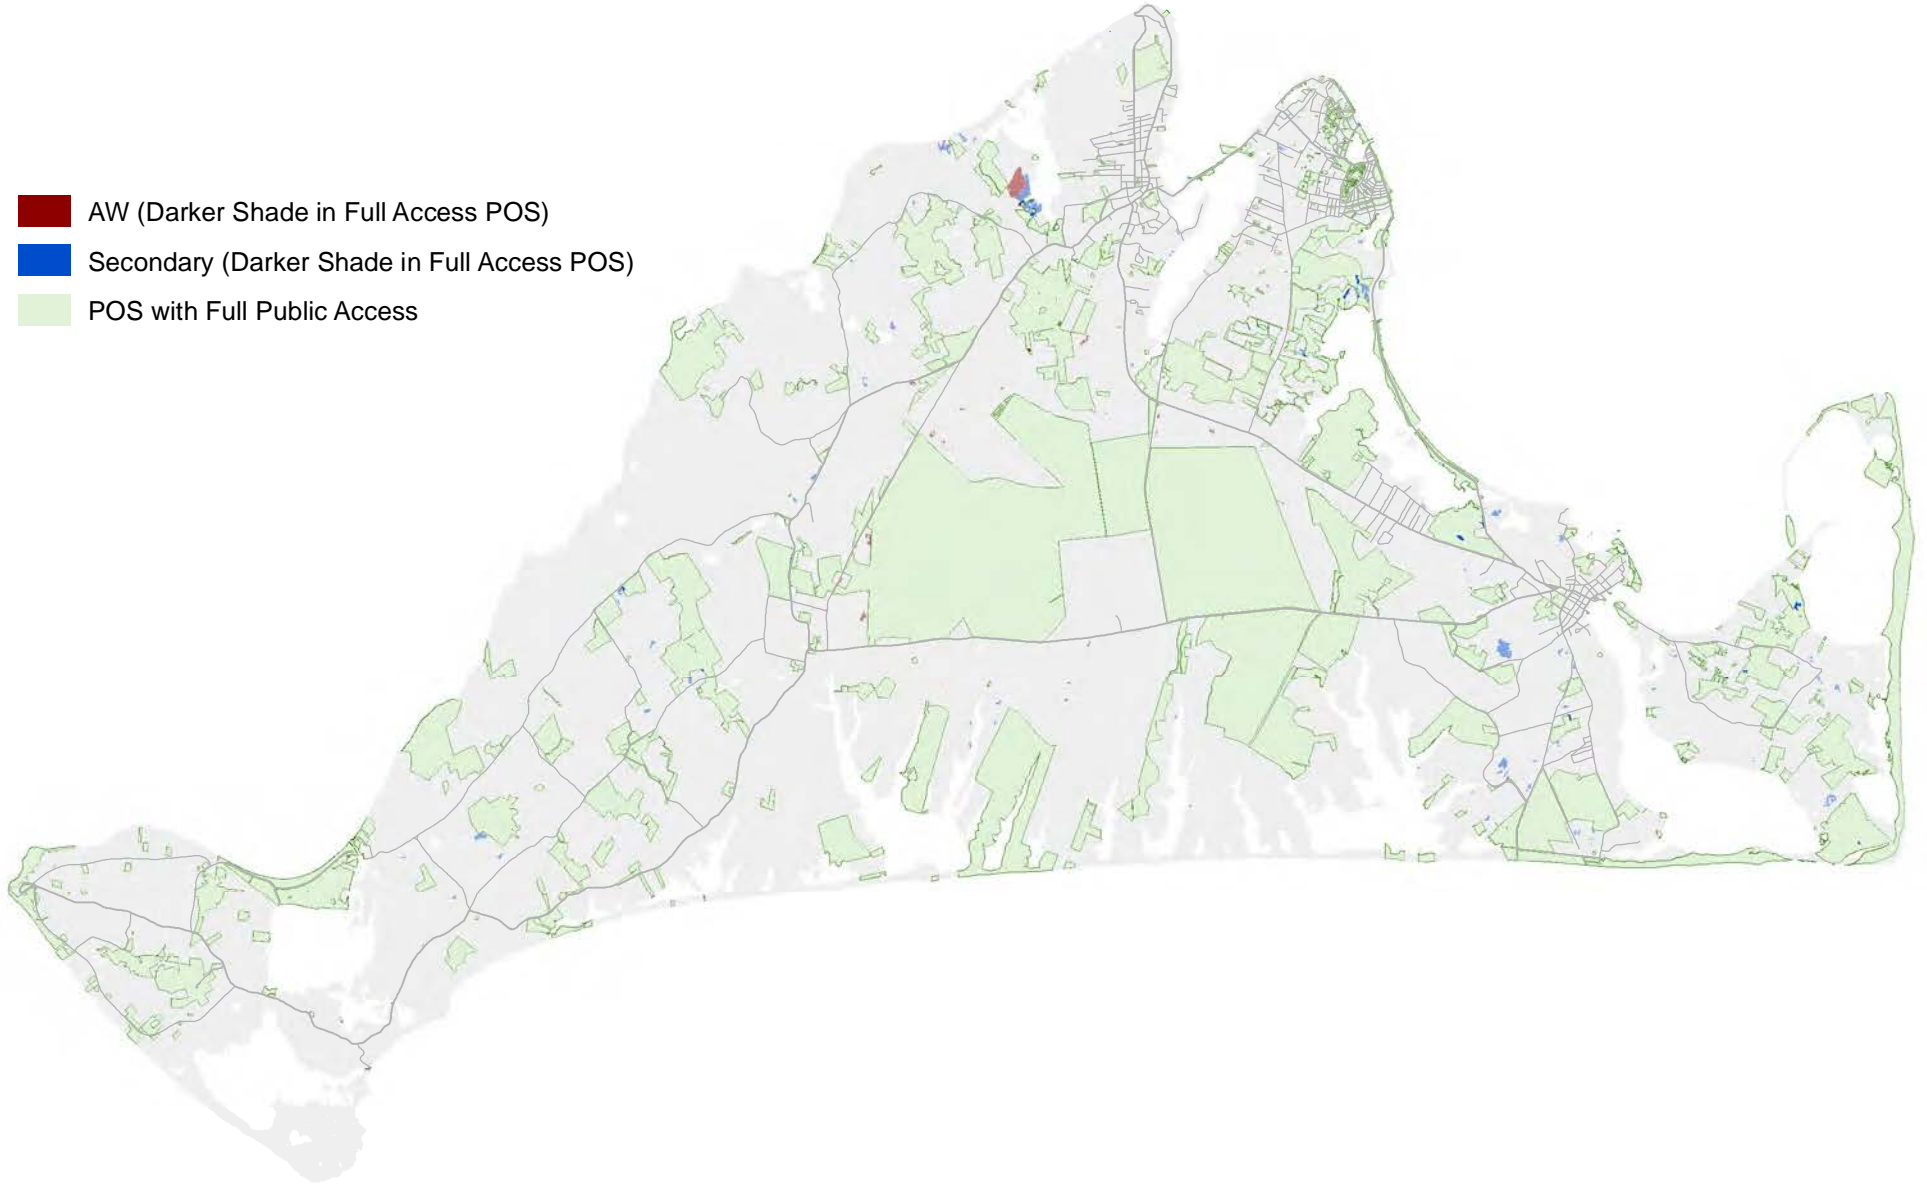 AW (Darker Shade in Full Access POS)
Secondary (Darker Shade in Full Access POS)
POS with Full Public Access